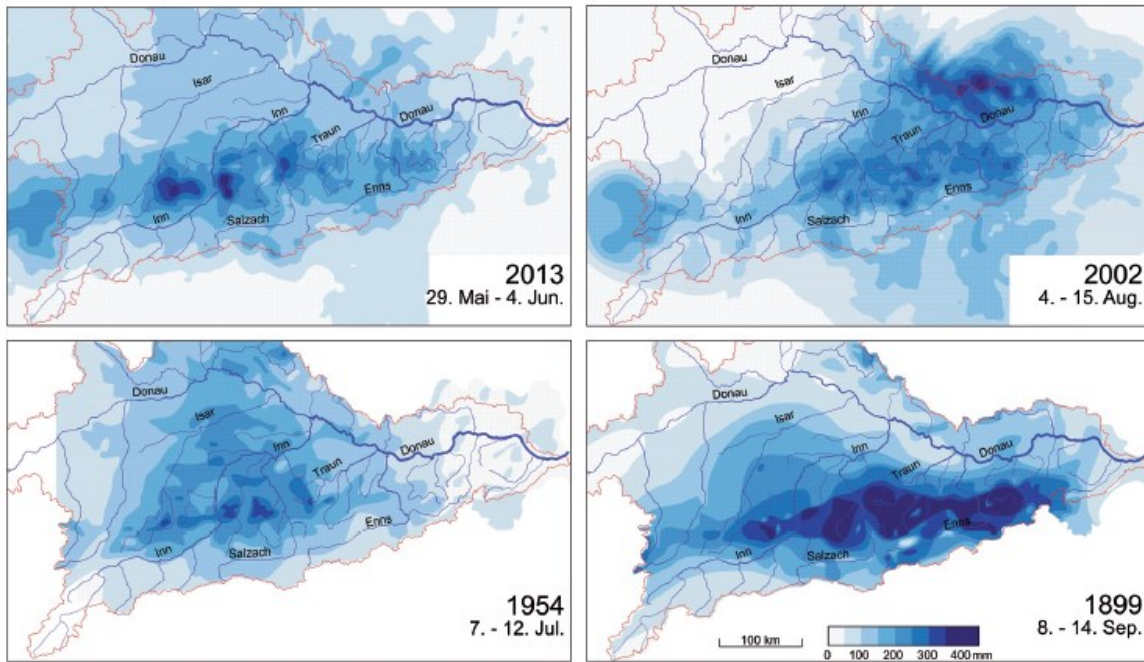 Donau
Isar
Inn
Traun
Donau
Enns
Inn
Salzach
2013
29. Mai - 4. Jun.
Donau
Isar
Inn
Donau
Traun
Enns
Inn
Salzach
2002
4. - 15. Aug.
Donau
Isar
Inn
Traun
Donau
Enns
Inn
Salzach
1954
7. - 12. Jul.
Donau
Isar
Inn
Traun
Donau
Enns
Inn
Salzach
1899
8. - 14. Sep.
100 km
0 100 200 300 400 mm